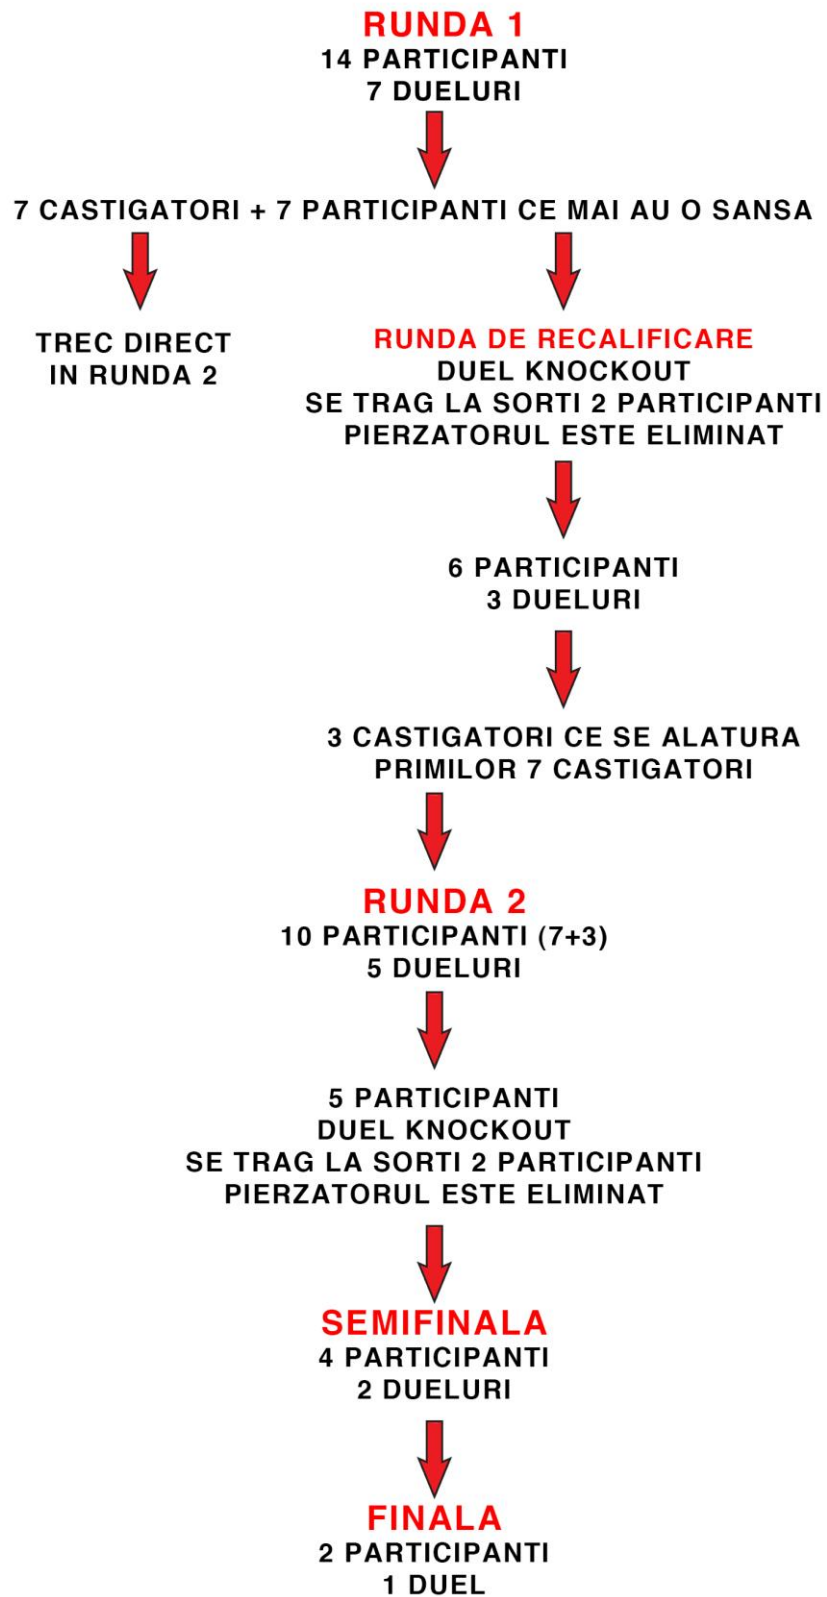 RUNDA 1
14 PARTICIPANTI
7 DUELURI
7 CASTIGATORI + 7 PARTICIPANTI CE MAI AU O SANSA
TREC DIRECT
IN RUNDA 2
RUNDA DE RECALIFICARE
DUEL KNOCKOUT
SE TRAG LA SORTI 2 PARTICIPANTI
PIERZATORUL ESTE ELIMINAT
6 PARTICIPANTI
3 DUELURI
3 CASTIGATORI CE SE ALATURA
PRIMILOR 7 CASTIGATORI
RUNDA 2
10 PARTICIPANTI (7+3)
5 DUELURI
5 PARTICIPANTI
DUEL KNOCKOUT
SE TRAG LA SORTI 2 PARTICIPANTI
PIERZATORUL ESTE ELIMINAT
SEMIFINALA
4 PARTICIPANTI
2 DUELURI
FINALA
2 PARTICIPANTI
1 DUEL